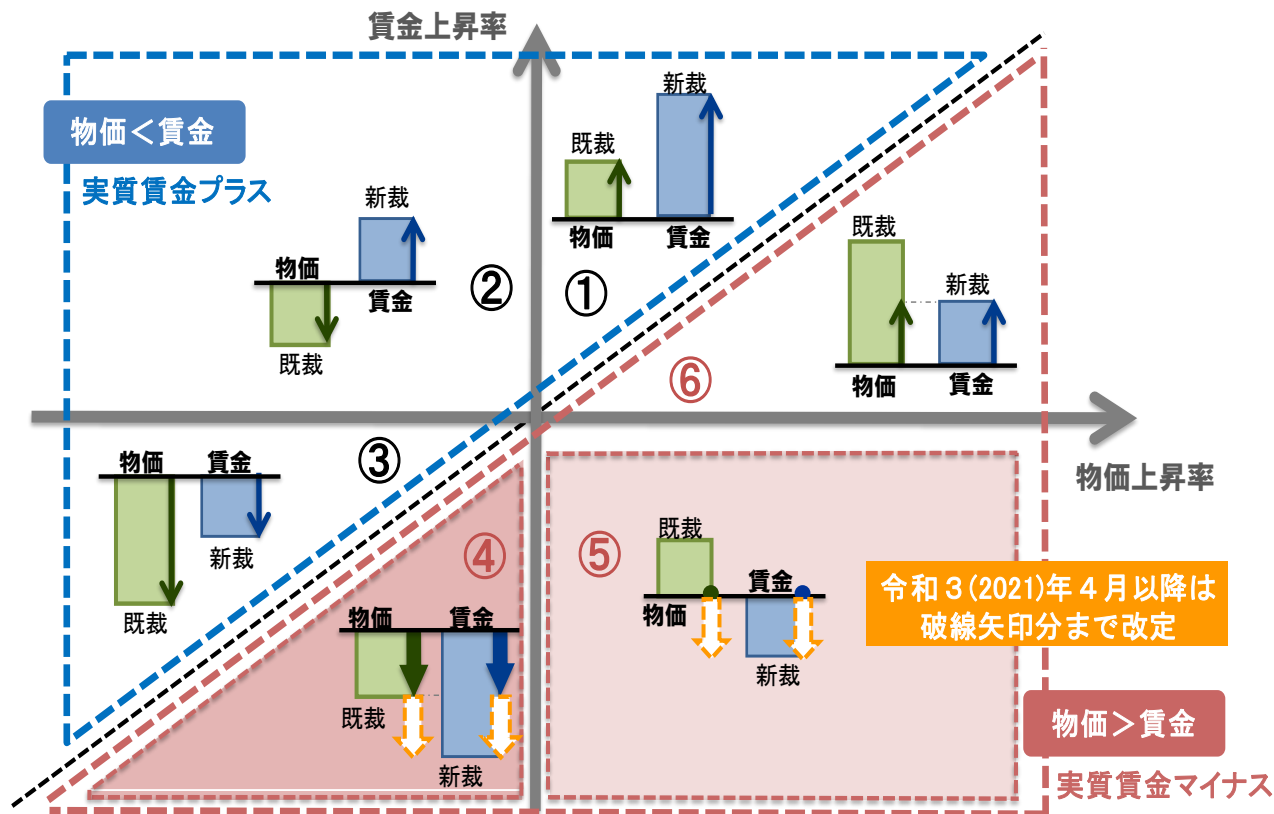 賃金上昇率
物価＜賃金
実質賃金プラス
新裁
既裁
物価
賃金
①
新裁
物価
賃金
既裁
②
既裁
新裁
物価
賃金
⑥
物価上昇率
物価
賃金
新裁
既裁
③
④
物価
賃金
既裁
新裁
⑤
既裁
賃金
物価
新裁
令和３(2021)年４月以降は
破線矢印分まで改定
物価＞賃金
実質賃金マイナス